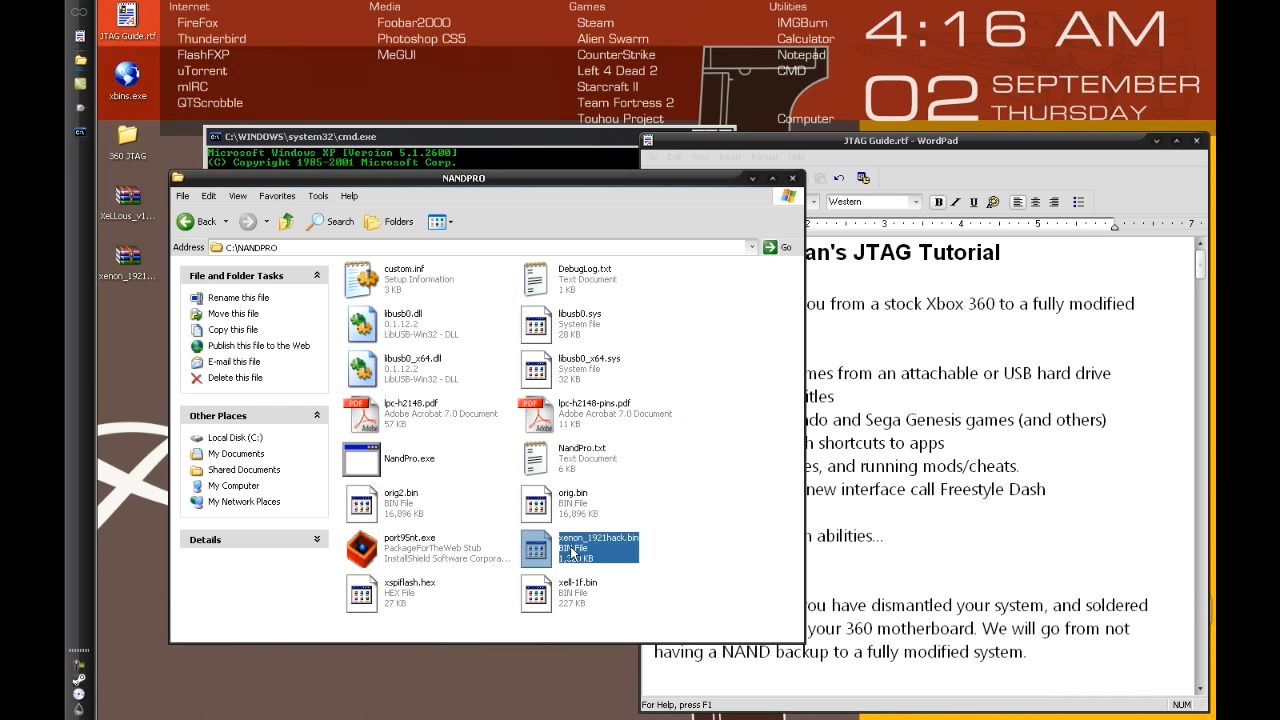 Internet
FireFox
Thunderbird
FlashFXP
uTorrent
mIRC
QTScrobble
Media
Foobar2000
Photoshop CS5
MeGUI
Games
Steam
Alien Swarm
CounterStrike
Left 4 Dead 2
Starcraft II
Team Fortress 2
Touhou Project
Utilities
IMGBurn
Calculator
Notepad
CMD
Computer
4:16 AM
02 SEPTEMBER
THURSDAY
JTAG Guide.rtf
xbins.exe
360 JTAG
XeLLous_v1...
xenon_1921...
C:\WINDOWS\system32\cmd.exe
Microsoft Windows XP [Version 5.1.2600]
(C) Copyright 1985-2001 Microsoft Corp.
NANDPRO
File Edit View Favorites Tools Help
Back Search Folders
Address C:\NANDPRO Go
File and Folder Tasks
Rename this file
Move this file
Copy this file
Publish this file to the Web
E-mail this file
Delete this file
Other Places
Local Disk (C:)
My Documents
Shared Documents
My Computer
My Network Places
Details
custom.inf
Setup Information
3 KB
DebugLog.txt
Text Document
1 KB
libusb0.dll
0.1.12.2
LibUSB-Win32 - DLL
libusb0.sys
System file
28 KB
libusb0_x64.dll
0.1.12.2
LibUSB-Win32 - DLL
libusb0_x64.sys
System file
32 KB
lpc-h2148.pdf
Adobe Acrobat 7.0 Document
57 KB
lpc-h2148-pins.pdf
Adobe Acrobat 7.0 Document
11 KB
NandPro.exe
NandPro.txt
Text Document
6 KB
orig2.bin
BIN File
16,896 KB
orig.bin
BIN File
16,896 KB
port95nt.exe
PackageForTheWeb Stub
InstallShield Software Corpora...
xenon_1921hack.bin
BIN File
KB
xspiflash.hex
HEX File
27 KB
xell-1f.bin
BIN File
227 KB
JTAG Guide.rtf - WordPad
File Edit View Insert Format Help
Western
2 3 4 5 6 7
an's JTAG Tutorial
ou from a stock Xbox 360 to a fully modified
mes from an attachable or USB hard drive
itles
do and Sega Genesis games (and others)
h shortcuts to apps
es, and running mods/cheats.
new interface call Freestyle Dash
n abilities...
you have dismantled your system, and soldered
your 360 motherboard. We will go from not
having a NAND backup to a fully modified system.
For Help, press F1
NUM